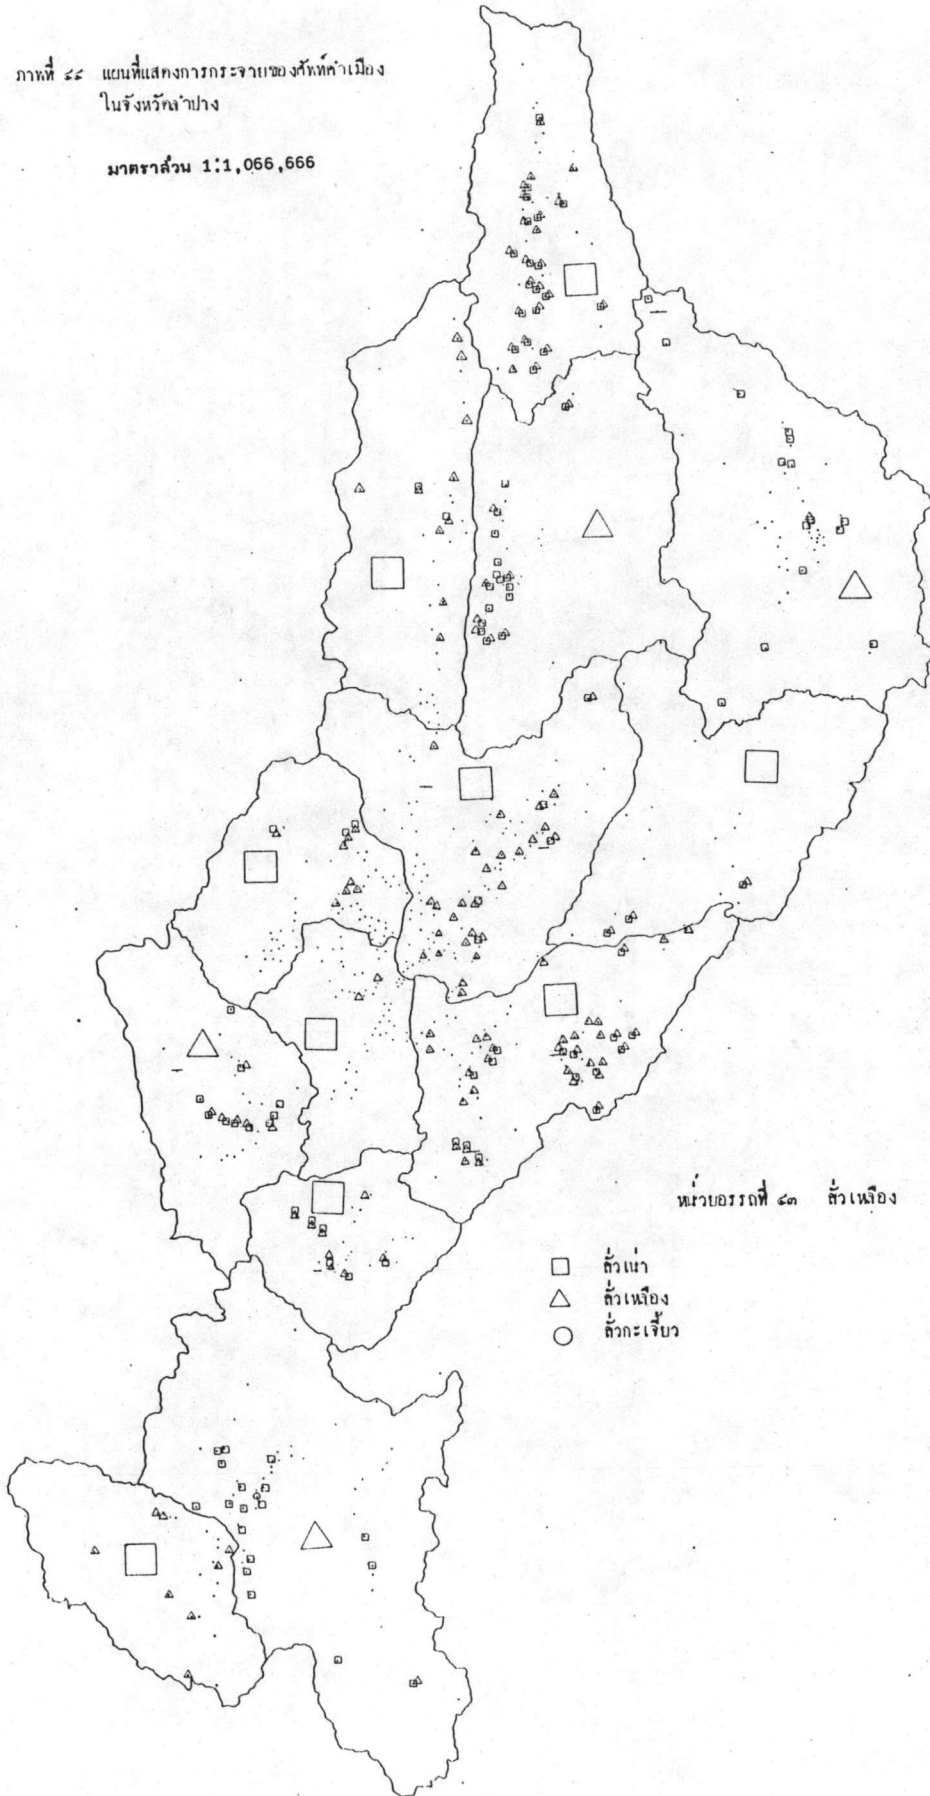 ภาพที่ ๔๔ แผนที่แสดงการกระจายของศัพท์คำเมือง
ในจังหวัดลำปาง
มาตราส่วน 1:1,066,666
หน่วยอรรถที่ ๔๓ ถั่วเหลือง
ถั่วเน่า
ถั่วเหลือง
ถั่วกะเจี๊ยว